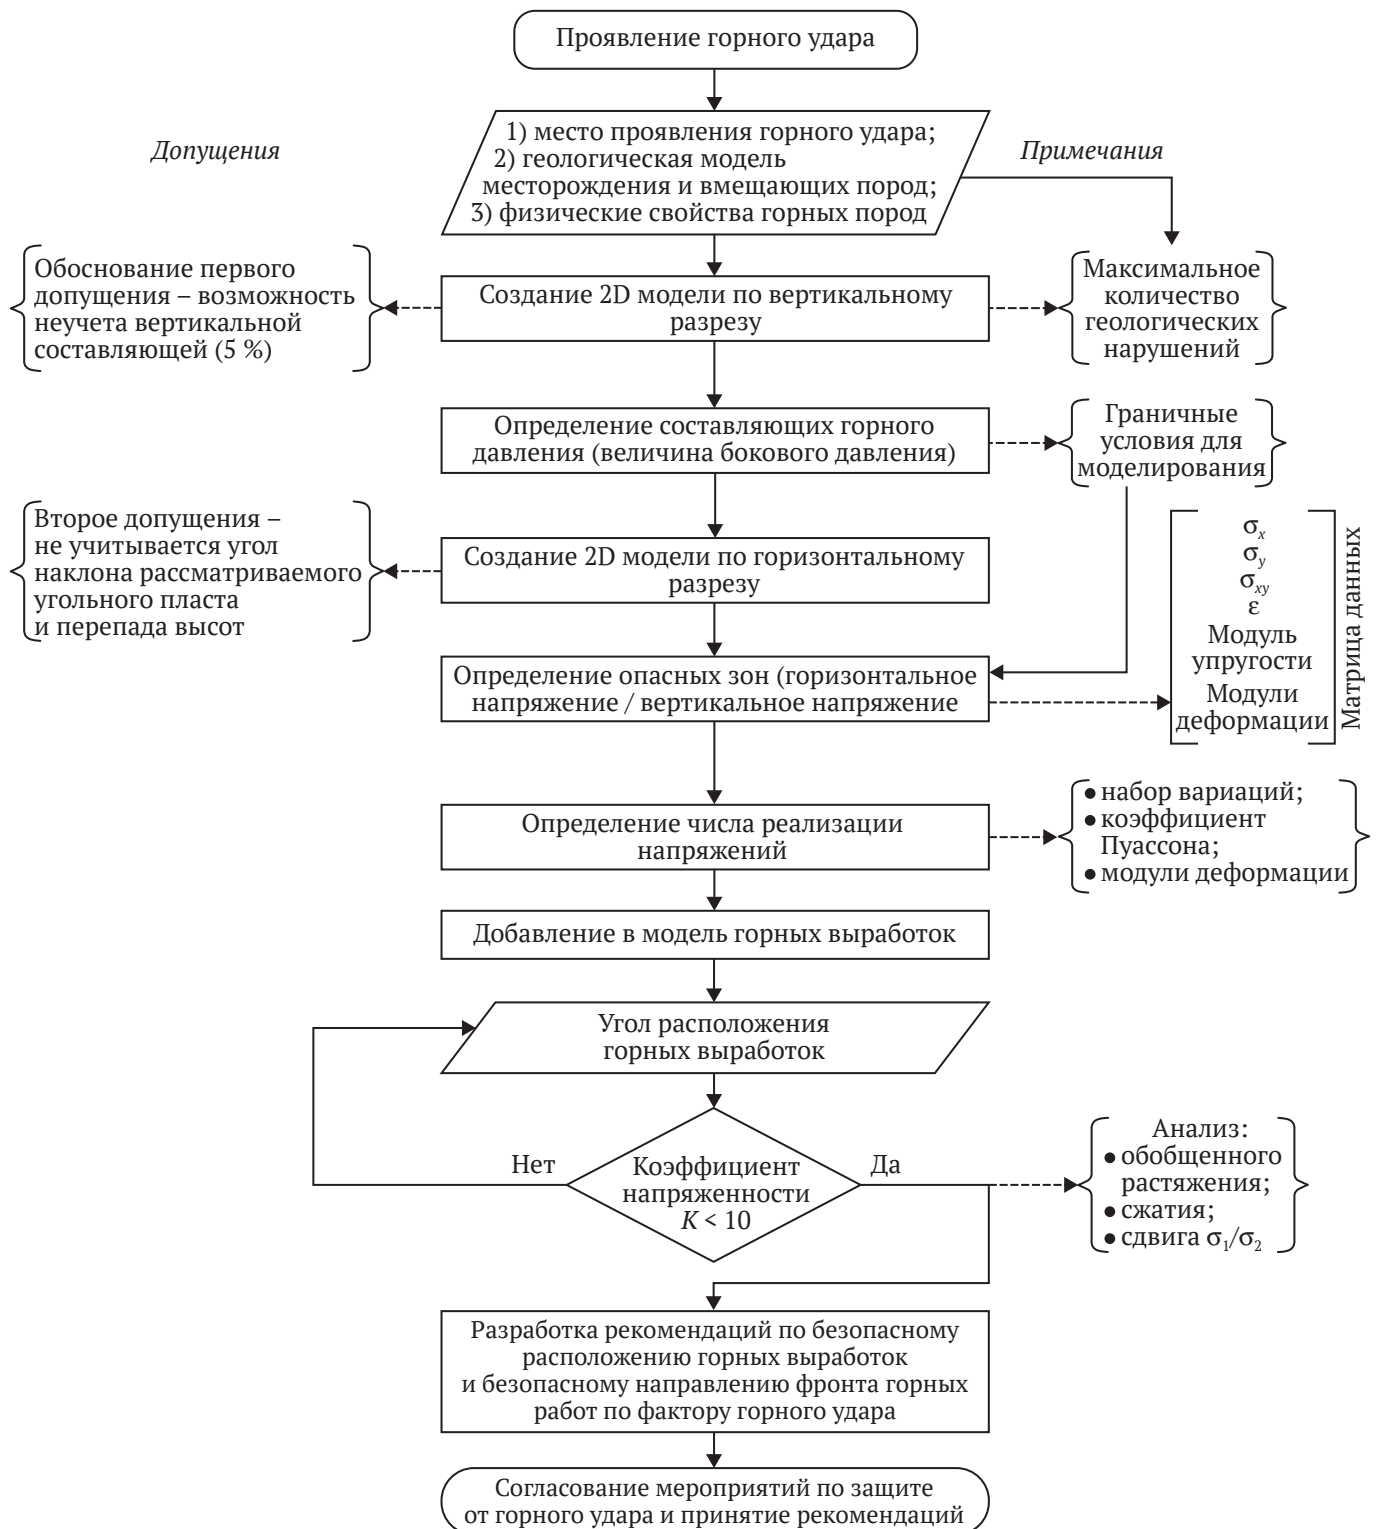 Проявление горного удара
Допущения
1) место проявления горного удара;
2) геологическая модель
месторождения и вмещающих пород;
3) физические свойства горных пород
Примечания
Обоснование первого
допущения – возможность
неучета вертикальной
составляющей (5 %)
Создание 2D модели по вертикальному
разрезу
Максимальное
количество
геологических
нарушений
Определение составляющих горного
давления (величина бокового давления)
Граничные
условия для
моделирования
Второе допущения –
не учитывается угол
наклона рассматриваемого
угольного пласта
и перепада высот
Создание 2D модели по горизонтальному
разрезу
σx
σy
σxy
ε
Модуль
упругости
Модули
деформации
Матрица данных
Определение опасных зон (горизонтальное
напряжение / вертикальное напряжение
Определение числа реализации
напряжений
● набор вариаций;
● коэффициент
Пуассона;
● модули деформации
Добавление в модель горных выработок
Угол расположения
горных выработок
Нет
Коэффициент
напряженности
K < 10
Да
Анализ:
● обобщенного
растяжения;
● сжатия;
● сдвига σ1/σ2
Разработка рекомендаций по безопасному
расположению горных выработок
и безопасному направлению фронта горных
работ по фактору горного удара
Согласование мероприятий по защите
от горного удара и принятие рекомендаций